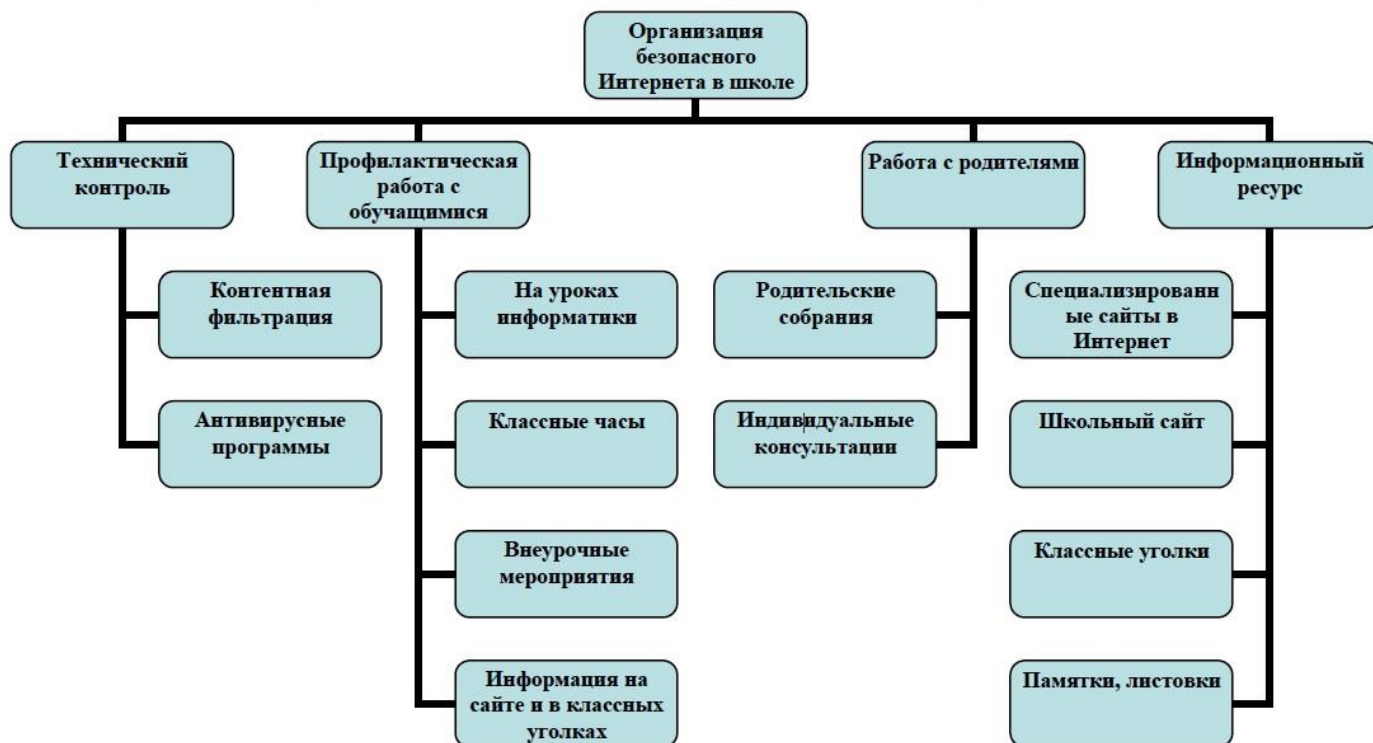 Организация
безопасного
Интернета в школе
Технический
контроль
Профилактическая
работа с
обучащимися
Работа с родителями
Информационный
ресурс
Контентная
фильтрация
На уроках
информатики
Родительские
собрания
Специализированн
ые сайты в
Интернет
Антивирусные
программы
Классные часы
Индивидуальные
консультации
Школьный сайт
Внеурочные
мероприятия
Классные уголки
Информация на
сайте и в классных
уголках
Памятки, листовки